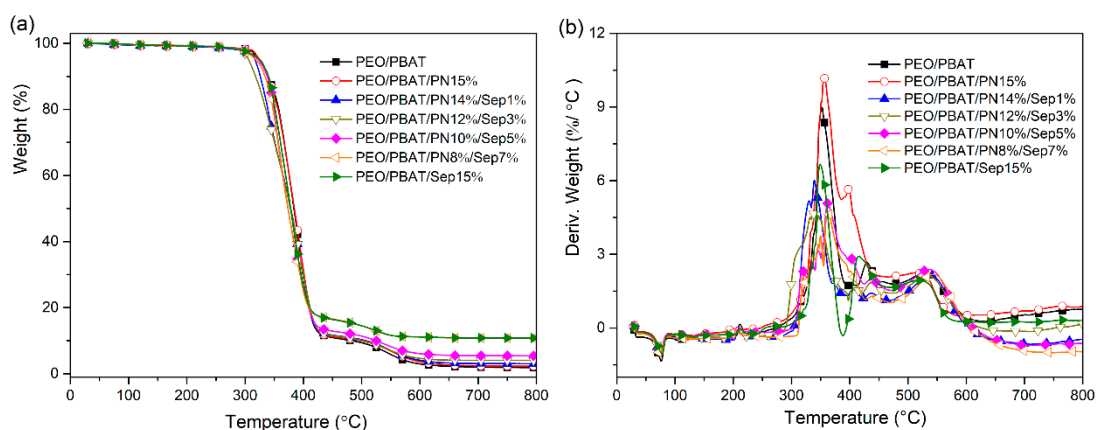 (a)
100
80
60
40
20
0
Weight (%)
PEO/PBAT
PEO/PBAT/PN15%
PEO/PBAT/PN14%/Sep1%
PEO/PBAT/PN12%/Sep3%
PEO/PBAT/PN10%/Sep5%
PEO/PBAT/PN8%/Sep7%
PEO/PBAT/Sep15%
0 100 200 300 400 500 600 700 800
Temperature (°C)
(b)
12
9
6
3
0
Deriv. Weight (%/ °C)
PEO/PBAT
PEO/PBAT/PN15%
PEO/PBAT/PN14%/Sep1%
PEO/PBAT/PN12%/Sep3%
PEO/PBAT/PN10%/Sep5%
PEO/PBAT/PN8%/Sep7%
PEO/PBAT/Sep15%
0 100 200 300 400 500 600 700 800
Temperature (°C)